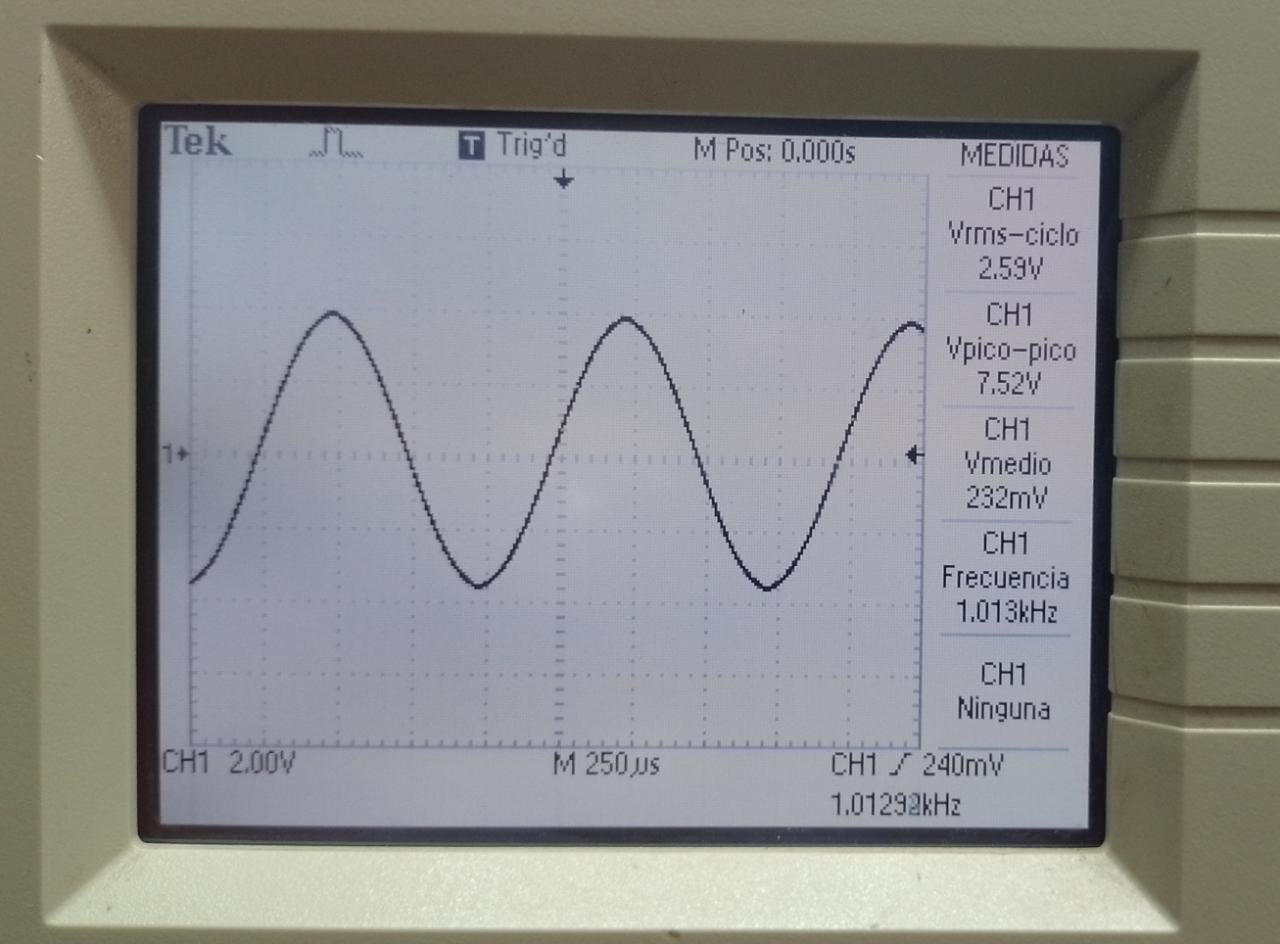 Tek T Trig'd M Pos: 0.000s MEDIDAS
CH1
Vrms-ciclo
2.59V
CH1
Vpico-pico
7.52V
CH1
Vmedio
232mV
CH1
Frecuencia
1.013kHz
CH1
Ninguna
1
CH1 2.00V M 250µs CH1 240mV